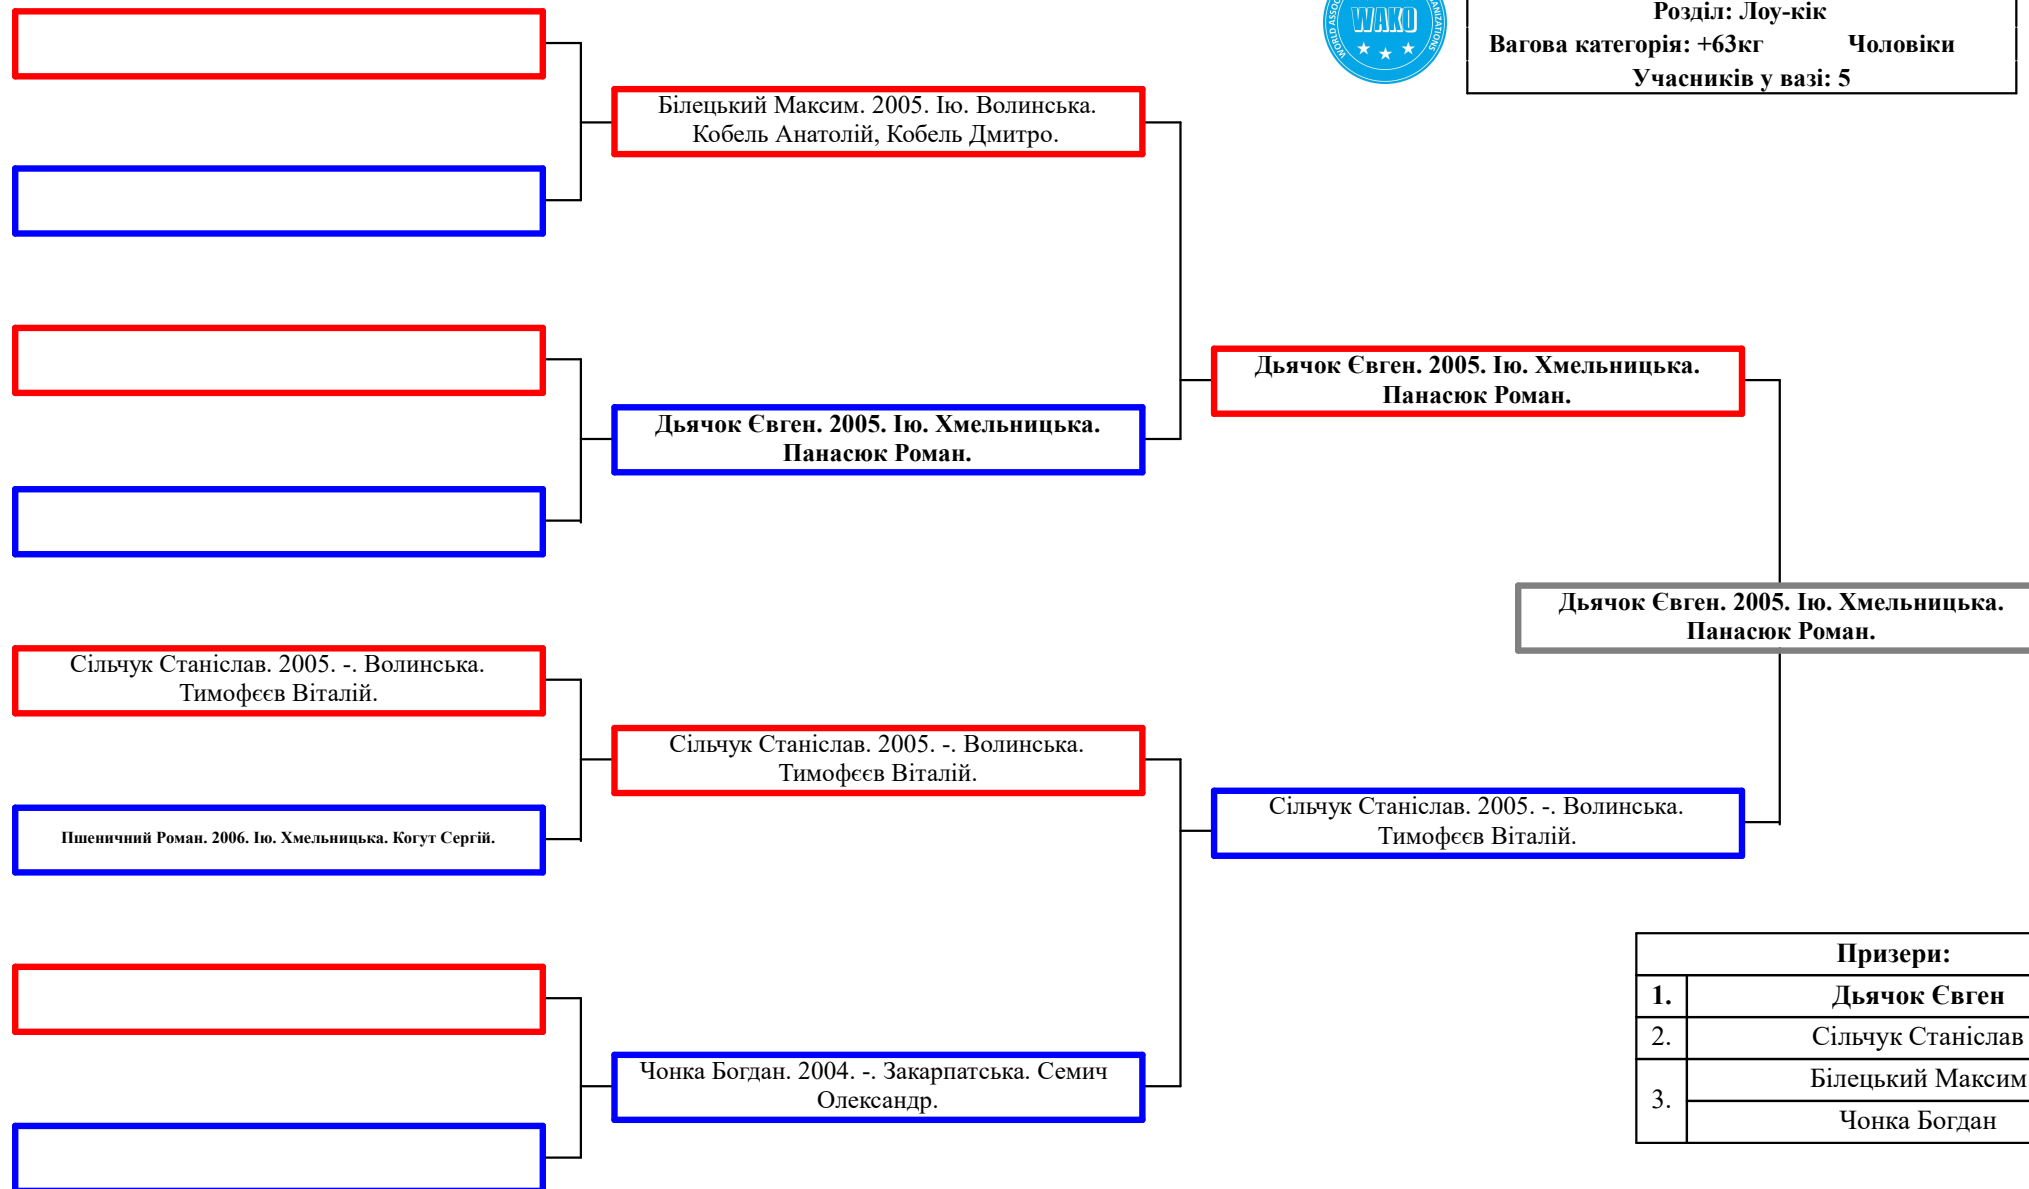 WORLD ASSOC
WAKO
ANIZATIONS
Розділ: Лоу-кік
Вагова категорія: +63кг Чоловіки
Учасників у вазі: 5
Білецький Максим. 2005. Ію. Волинська.
Кобель Анатолій, Кобель Дмитро.
Дьячок Євген. 2005. Ію. Хмельницька.
Панасюк Роман.
Дьячок Євген. 2005. Ію. Хмельницька.
Панасюк Роман.
Дьячок Євген. 2005. Ію. Хмельницька.
Панасюк Роман.
Сільчук Станіслав. 2005. -. Волинська.
Тимофєєв Віталій.
Сільчук Станіслав. 2005. -. Волинська.
Тимофєєв Віталій.
Сільчук Станіслав. 2005. -. Волинська.
Тимофєєв Віталій.
Пшеничний Роман. 2006. Ію. Хмельницька. Когут Сергій.
Чонка Богдан. 2004. -. Закарпатська. Семич
Олександр.
Призери:
1. Дьячок Євген
2. Сільчук Станіслав
3. Білецький Максим
Чонка Богдан